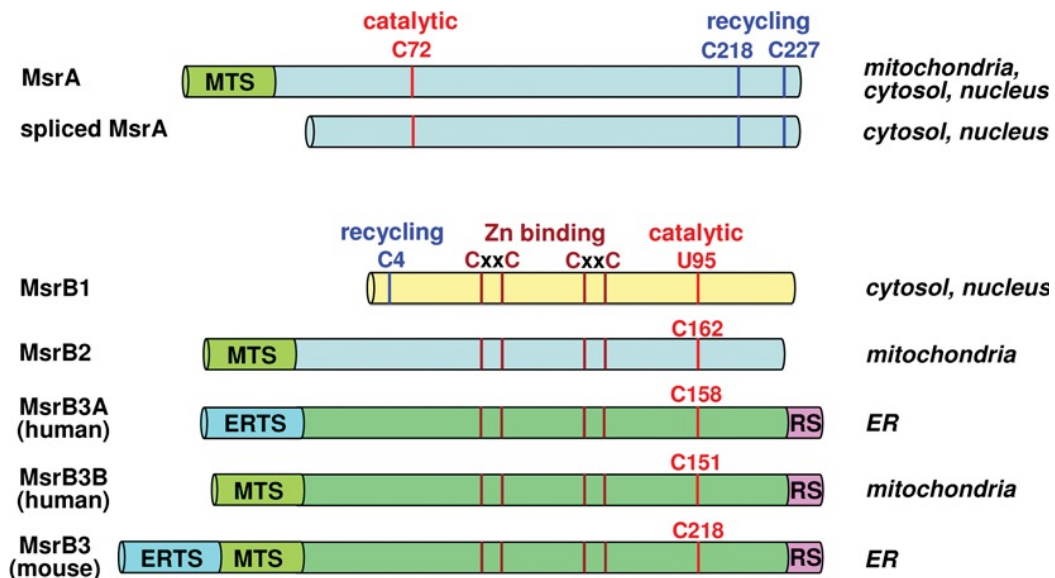 catalytic recycling
C72 C218 C227
MsrA MTS mitochondria,
cytosol, nucleus
spliced MsrA cytosol, nucleus
recycling Zn binding catalytic
C4 CxxC CxxC U95
MsrB1 cytosol, nucleus
C162
MsrB2 MTS mitochondria
C158
MsrB3A
(human) ERTS RS ER
C151
MsrB3B
(human) MTS RS mitochondria
C218
MsrB3
(mouse) ERTS MTS RS ER